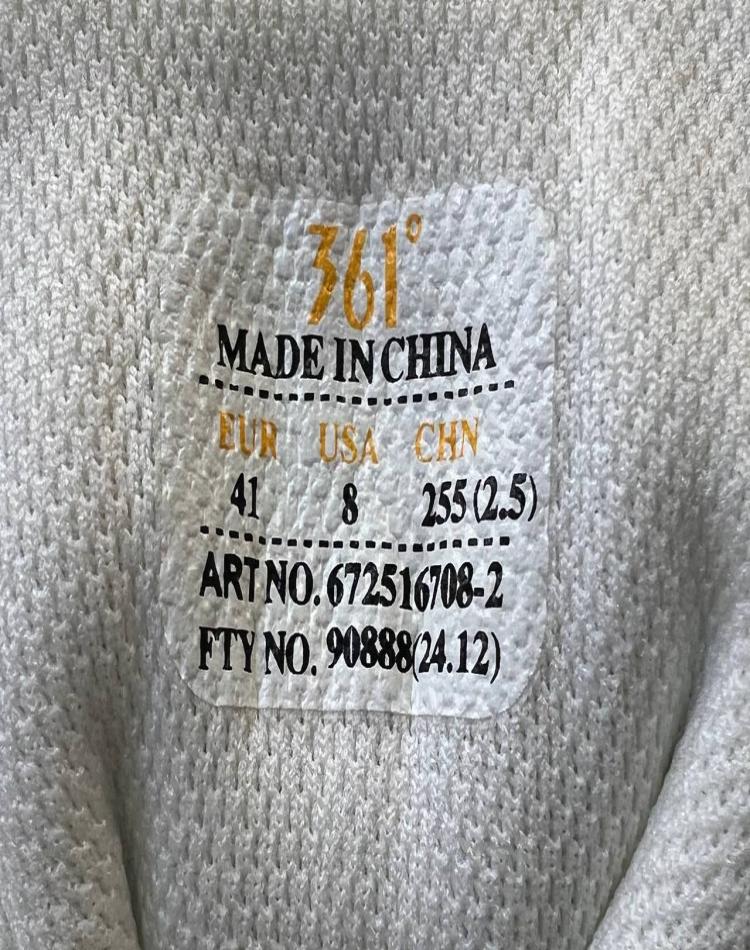 361°
MADE IN CHINA
EUR USA CHN
41 8 255(2.5)
ART NO. 672516708-2
FTY NO. 90888(24.12)